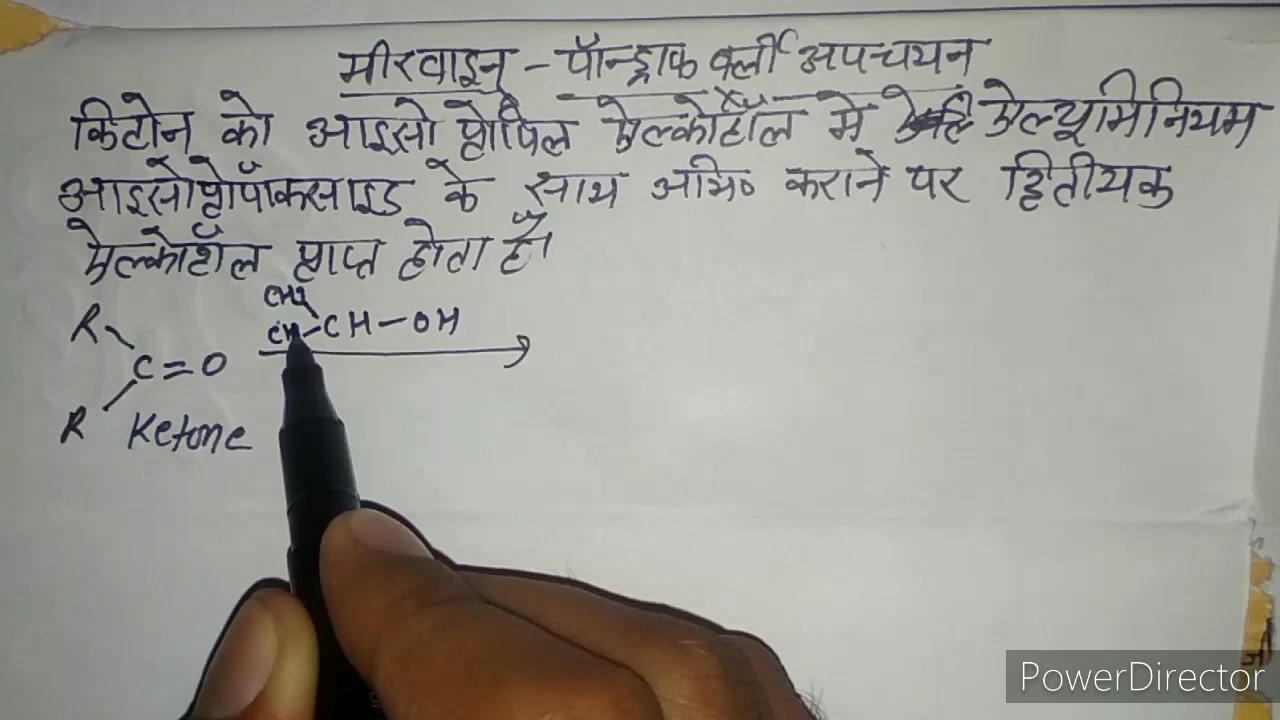 मीरवाइन - पॉन्ड्राफ वर्ली अपचयन
किटोन को आइसो प्रोपिल ऐल्कोहॉल में ऐल्यूमिनियम
आइसोप्रोपॉक्साइड के साथ अभि० कराने पर द्वितीयक
ऐल्कोहॉल प्राप्त होता है।
CH3
CH-CH-OH
R
C=O
R
Ketone
PowerDirector